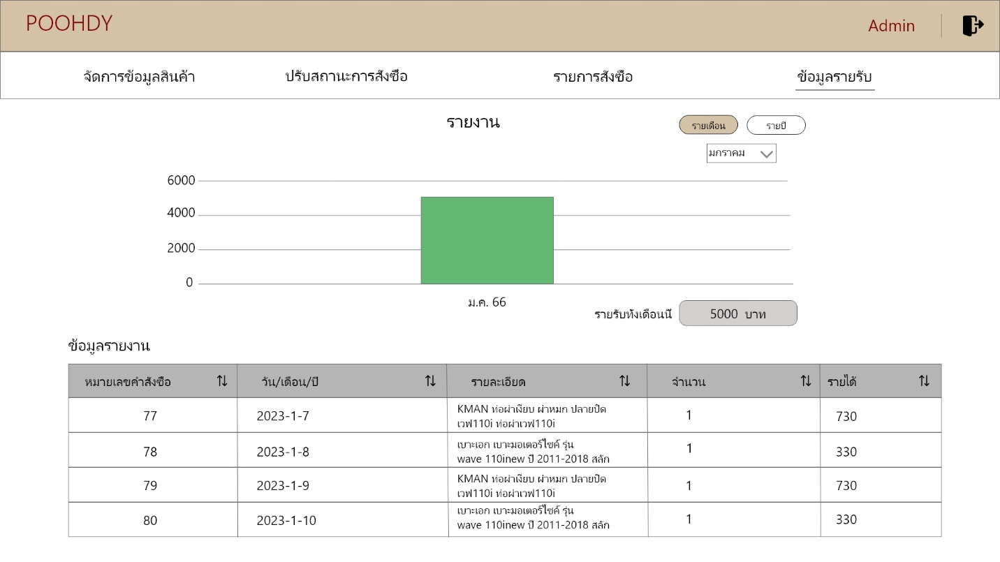 POOHDY
Admin
จัดการข้อมูลสินค้า
ปรับสถานะการสั่งซื้อ
รายการสั่งซื้อ
ข้อมูลรายรับ
รายงาน
รายเดือน
รายปี
มกราคม
6000
4000
2000
0
ม.ค. 66
รายรับทั้งเดือนนี้
5000 บาท
ข้อมูลรายงาน
หมายเลขคำสั่งซื้อ
วัน/เดือน/ปี
รายละเอียด
จำนวน
รายได้
77
2023-1-7
KMAN ท่อผ่าเงียบ ผ่าหมก ปลายปิด
เวฟ110i ท่อผ่าเวฟ110i
1
730
78
2023-1-8
เบาะเอก เบาะมอเตอร์ไซค์ รุ่น
wave 110inew ปี 2011-2018 สลัก
1
330
79
2023-1-9
KMAN ท่อผ่าเงียบ ผ่าหมก ปลายปิด
เวฟ110i ท่อผ่าเวฟ110i
1
730
80
2023-1-10
เบาะเอก เบาะมอเตอร์ไซค์ รุ่น
wave 110inew ปี 2011-2018 สลัก
1
330